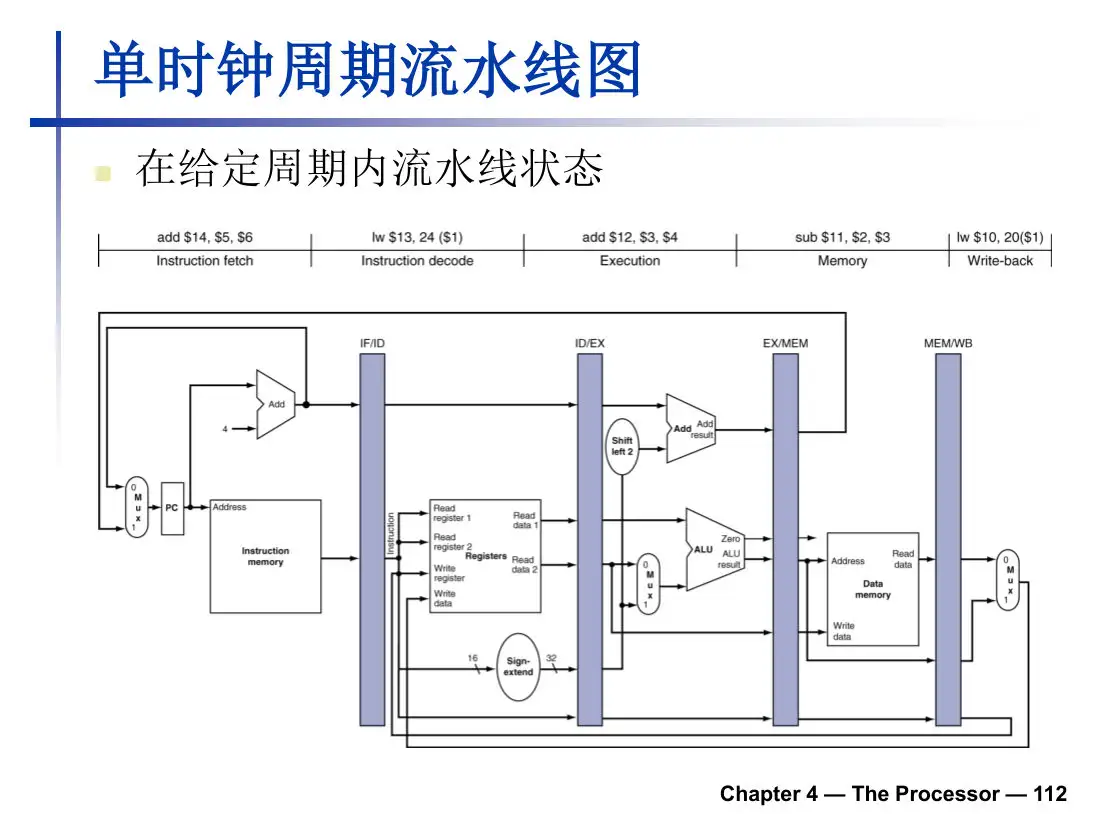 单时钟周期流水线图
在给定周期内流水线状态
add $14, $5, $6
lw $13, 24 ($1)
add $12, $3, $4
sub $11, $2, $3
lw $10, 20($1)
Instruction fetch
Instruction decode
Execution
Memory
Write-back
IF/ID
ID/EX
EX/MEM
MEM/WB
Add
4
Shift
left 2
Add
Add
result
0
M
u
x
1
PC
Address
Instruction
memory
Instruction
Read
register 1
Read
register 2
Write
register
Write
data
Registers
Read
data 1
Read
data 2
0
M
u
x
1
ALU
Zero
ALU
result
Address
Read
data
Data
memory
Write
data
0
M
u
x
1
16
Sign-
extend
32
Chapter 4 — The Processor — 112